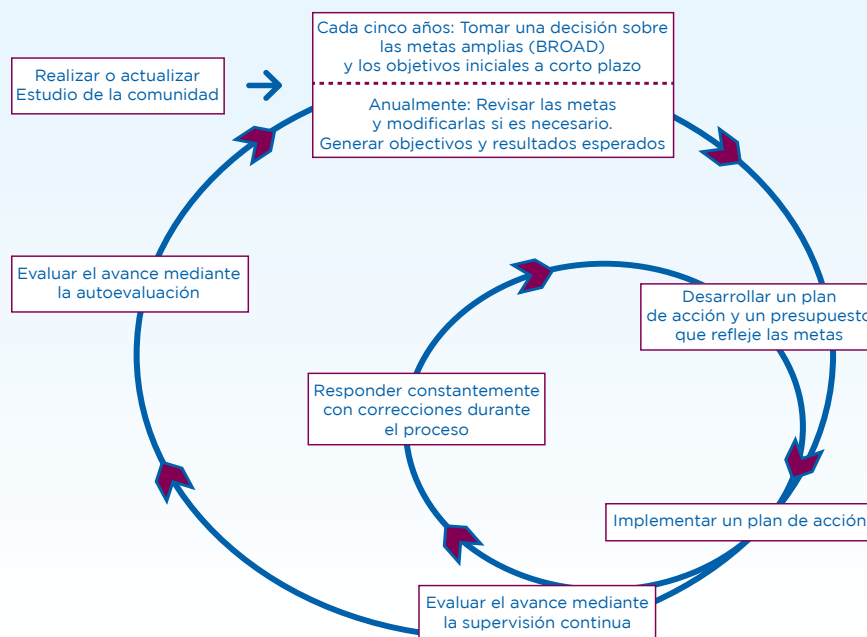 Realizar o actualizar
Estudio de la comunidad
Cada cinco años: Tomar una decisión sobre
las metas amplias (BROAD)
y los objetivos iniciales a corto plazo
Anualmente: Revisar las metas
y modificarlas si es necesario.
Generar objectivos y resultados esperados
Desarrollar un plan
de acción y un presupuesto
que refleje las metas
Implementar un plan de acción
Evaluar el avance mediante
la supervisión continua
Responder constantemente
con correcciones durante
el proceso
Evaluar el avance mediante
la autoevaluación